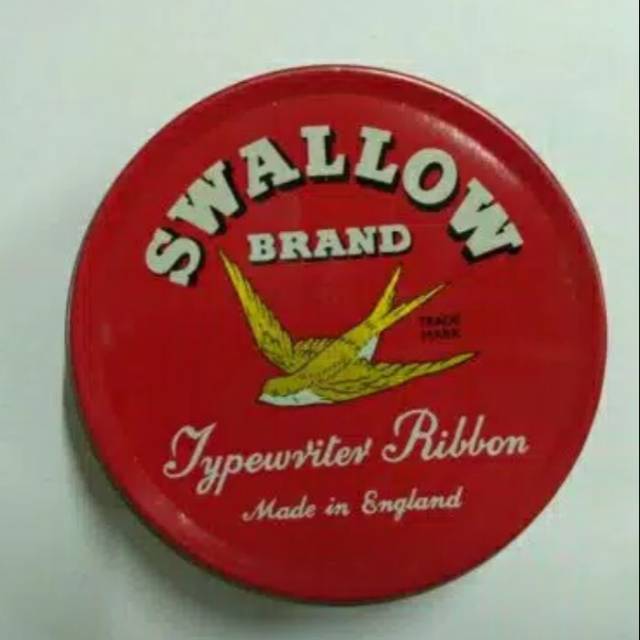 SWALLOW
BRAND
TRADE
MARK
Typewriter Ribbon
Made in England